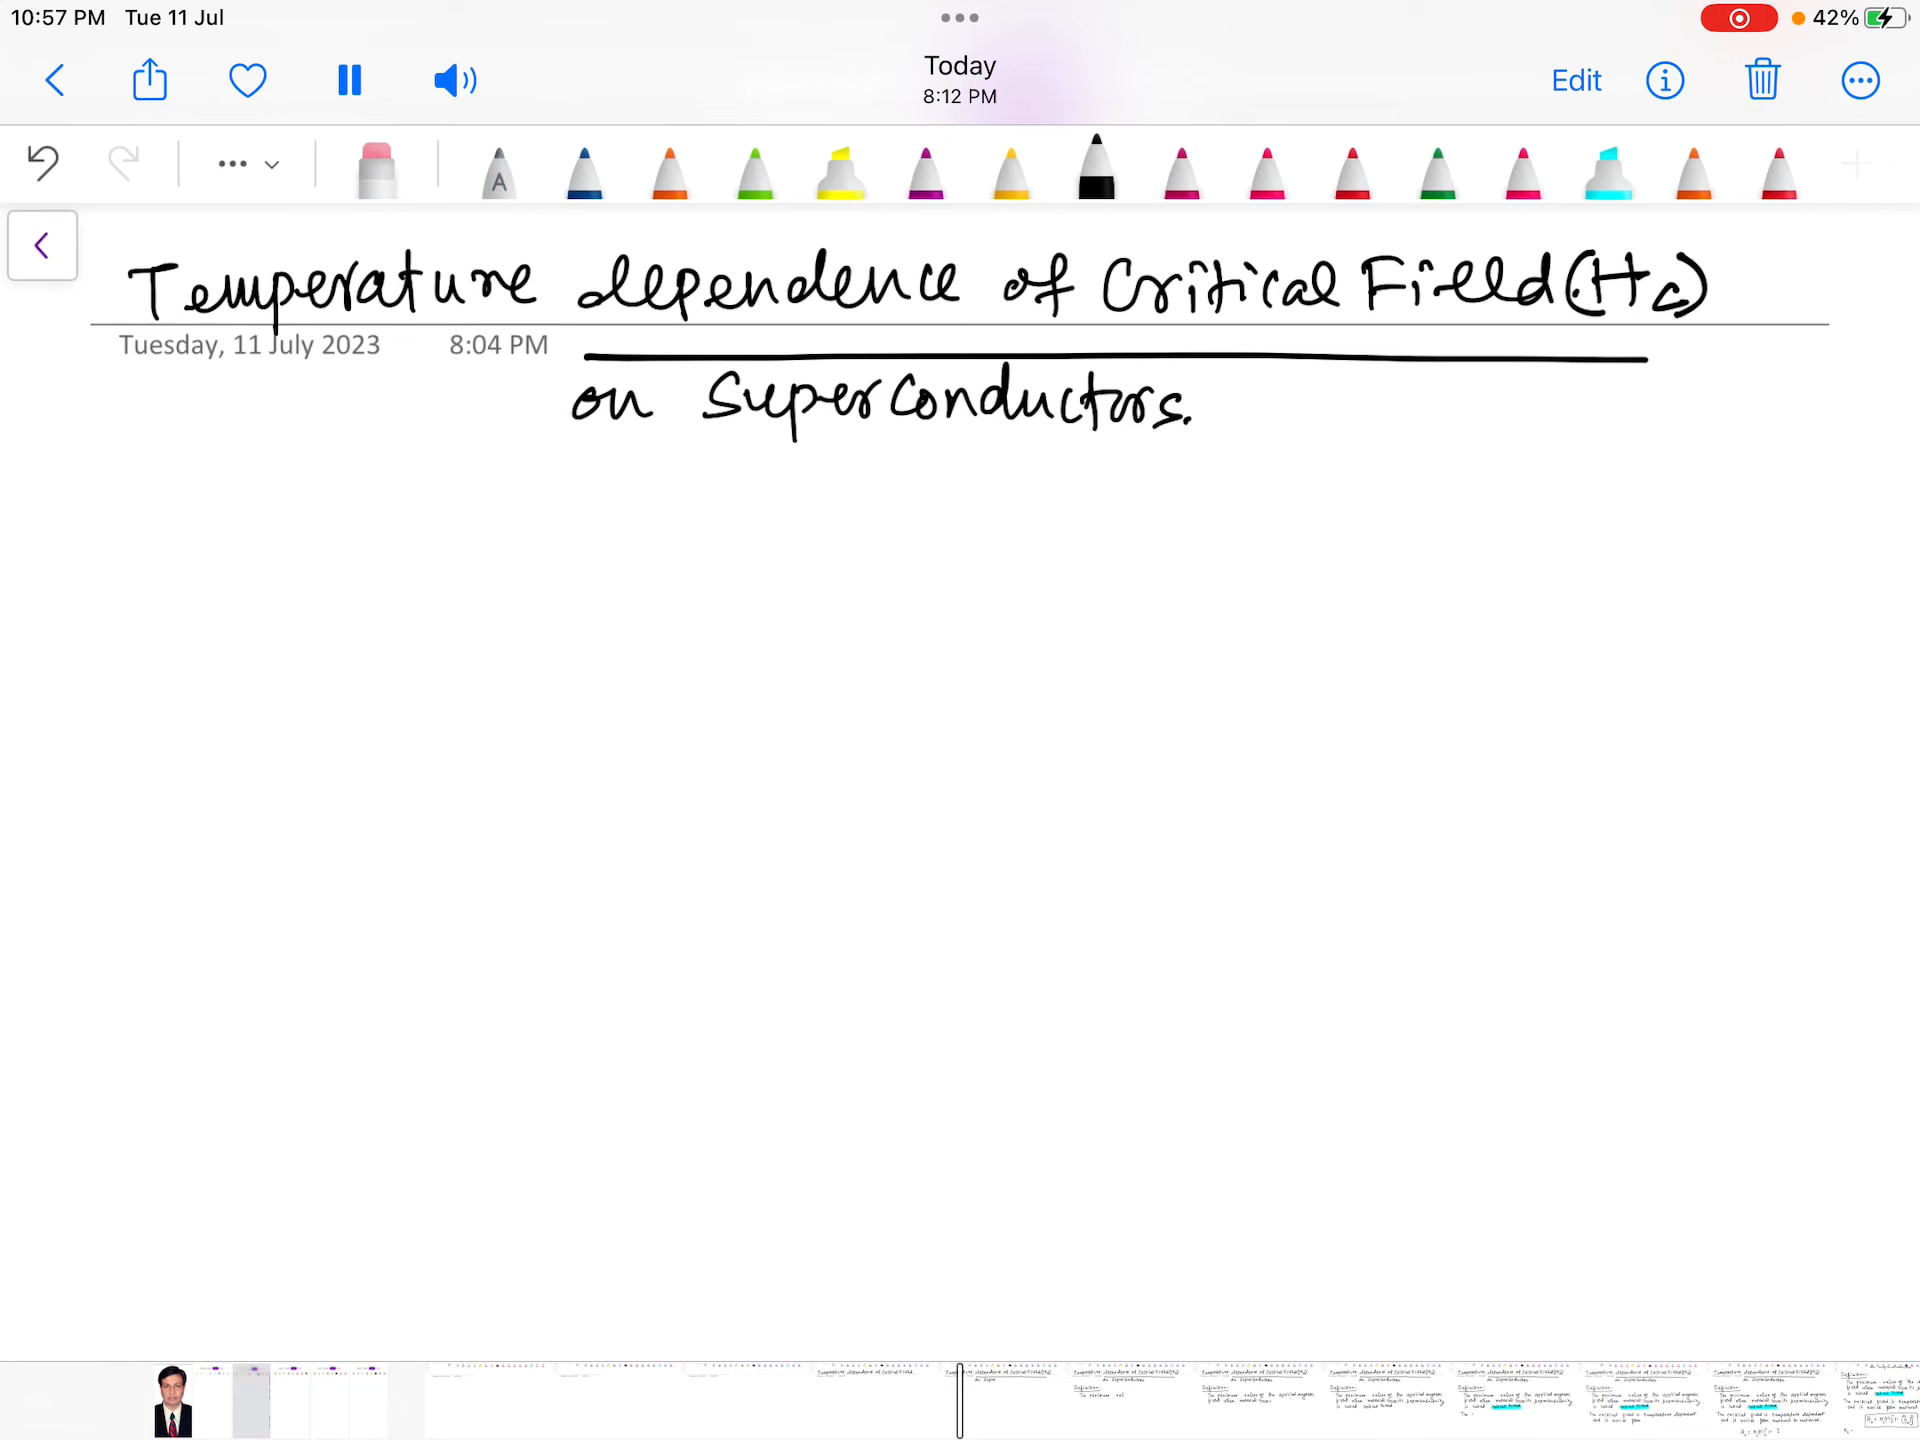 10:57 PM Tue 11 Jul
42%
Today
8:12 PM
Edit
A
Temperature dependence of Critical Field (Hc)
Tuesday, 11 July 2023 8:04 PM
on Superconductors.